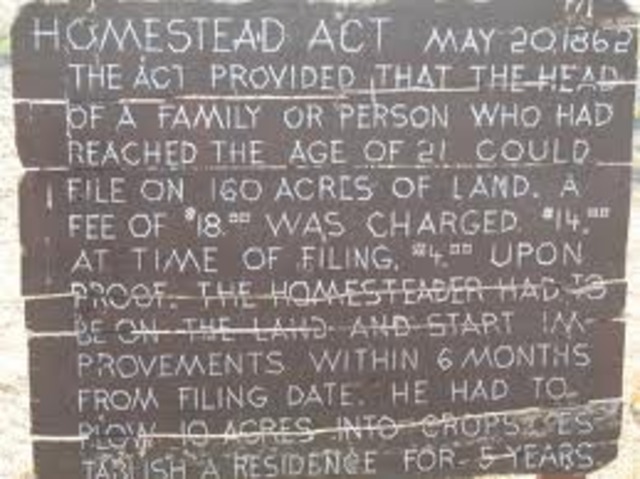 HOMESTEAD ACT MAY 20,1862
THE ACT PROVIDED THAT THE HEAD
OF A FAMILY OR PERSON WHO HAD
REACHED THE AGE OF 21 COULD
FILE ON 160 ACRES OF LAND. A
FEE OF $18.00 WAS CHARGED. $14.00
AT TIME OF FILING, $4.00 UPON
PROOF. THE HOMESTEADER HAD TO
BE ON THE LAND AND START IM-
PROVEMENTS WITHIN 6 MONTHS
FROM FILING DATE. HE HAD TO
PLOW 10 ACRES INTO CROPS. ES
TABLISH A RESIDENCE FOR 5 YEARS